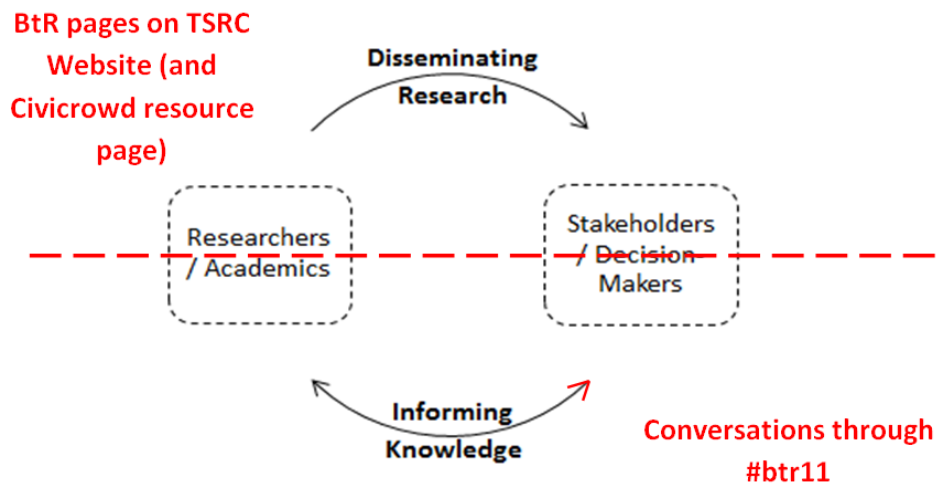 BtR pages on TSRC
Website (and
Civicrowd resource
page)
Disseminating
Research
Researchers
/ Academics
Stakeholders
/ Decision-
Makers
Informing
Knowledge
Conversations through
#btr11